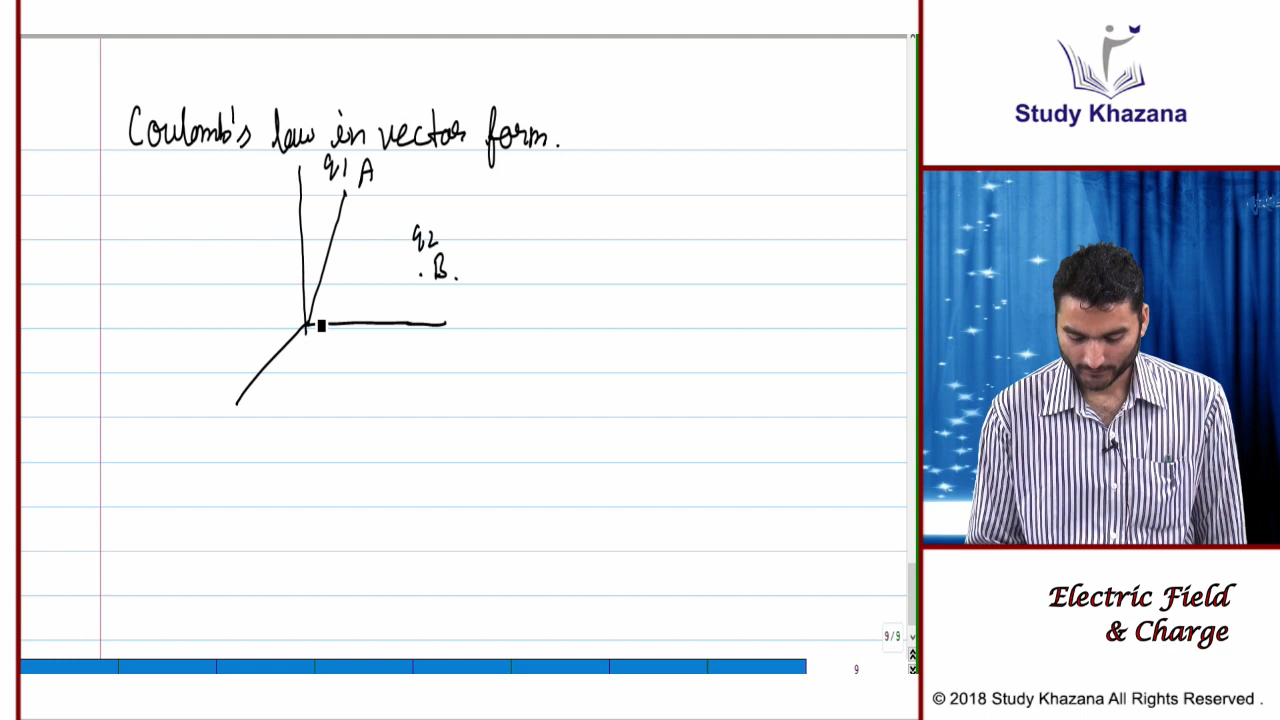 Coulomb's law in vector form.
q1 A
q2
. B.
9/9
9
Study Khazana
Electric Field
& Charge
© 2018 Study Khazana All Rights Reserved .